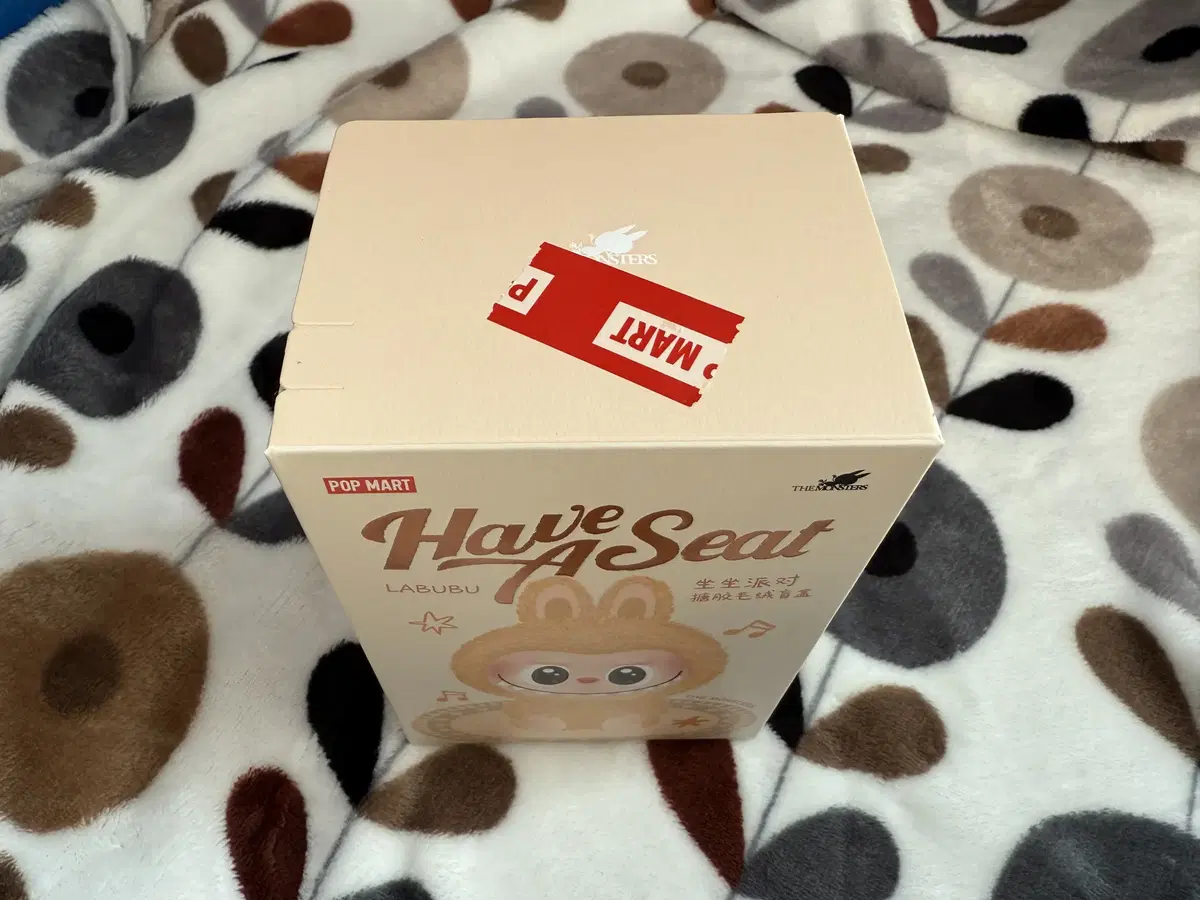 THE MONSTERS
P
P MART
POP MART
THE MONSTERS
Have
A Seat
LABUBU
坐坐派对
搪胶毛绒盲盒